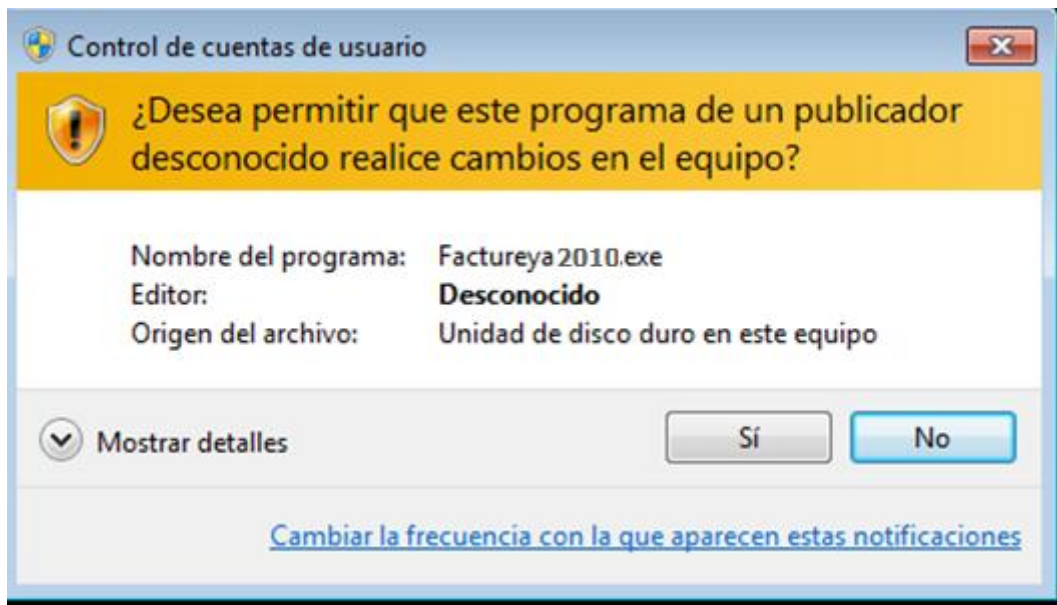 Control de cuentas de usuario
¿Desea permitir que este programa de un publicador
desconocido realice cambios en el equipo?
Nombre del programa: Factureya2010.exe
Editor: Desconocido
Origen del archivo: Unidad de disco duro en este equipo
Mostrar detalles Sí No
Cambiar la frecuencia con la que aparecen estas notificaciones